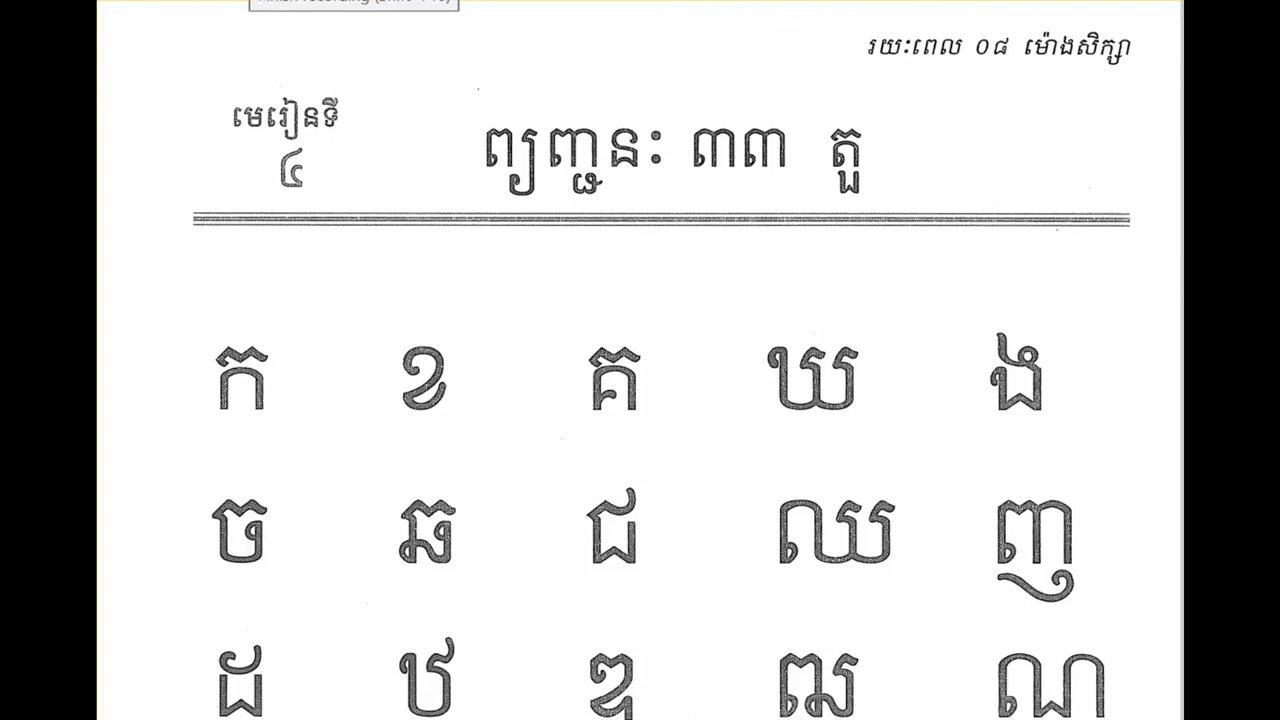 រយៈពេល ០៨ ម៉ោងសិក្សា
មេរៀនទី
៤
ព្យញ្ជនៈ ៣៣ តួ
ក ខ គ ឃ ង
ច ឆ ជ ឈ ញ
ដ ឋ ឌ ឍ ណ